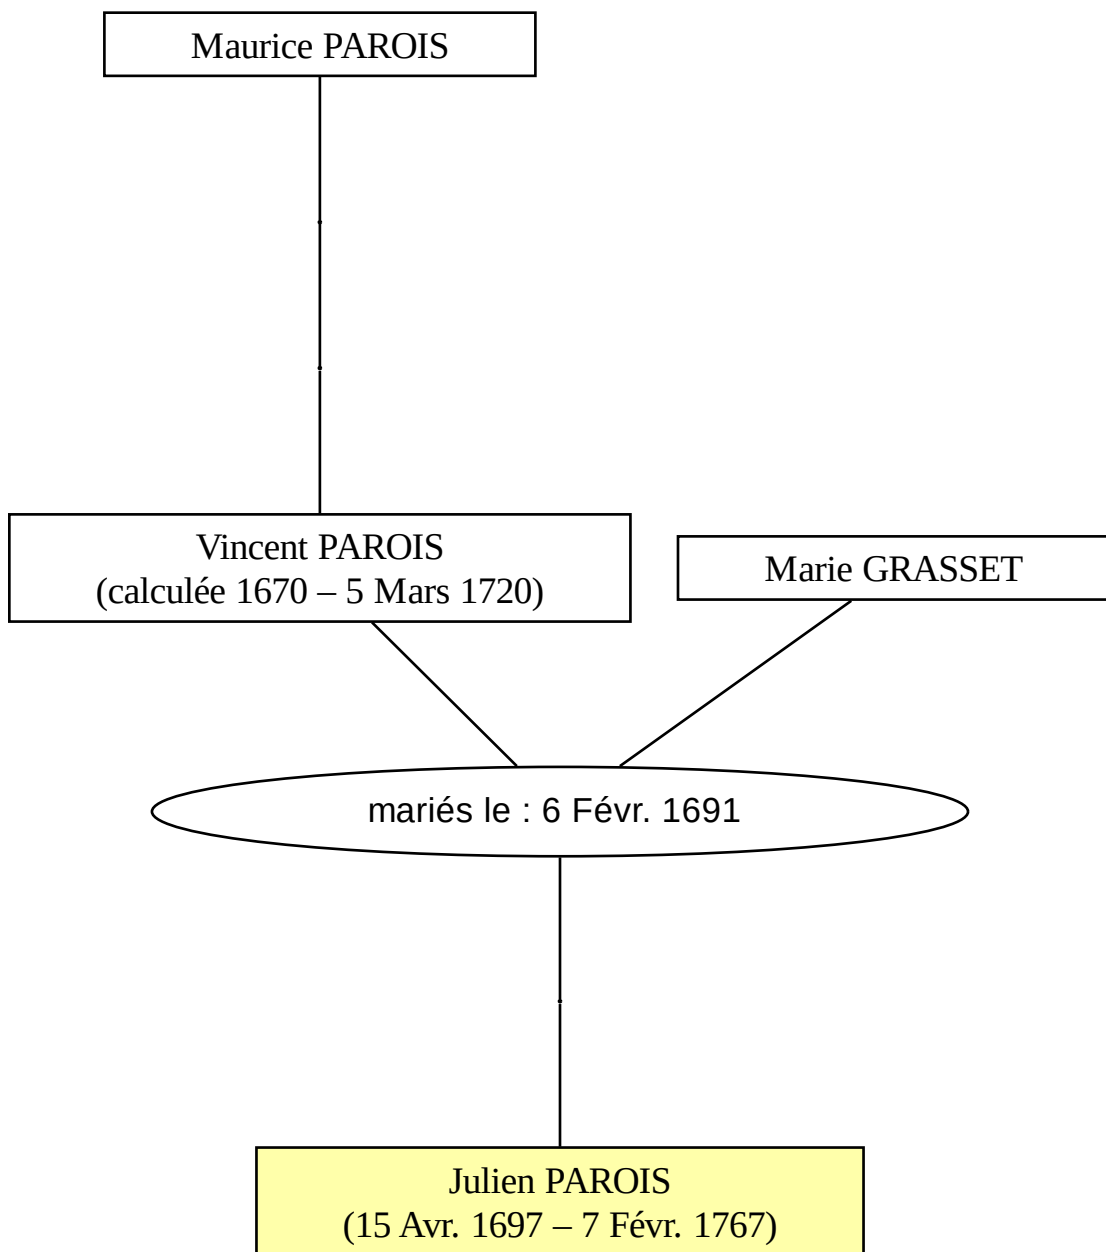 Maurice PAROIS
Vincent PAROIS
(calculée 1670 – 5 Mars 1720)
Marie GRASSET
mariés le : 6 Févr. 1691
Julien PAROIS
(15 Avr. 1697 – 7 Févr. 1767)